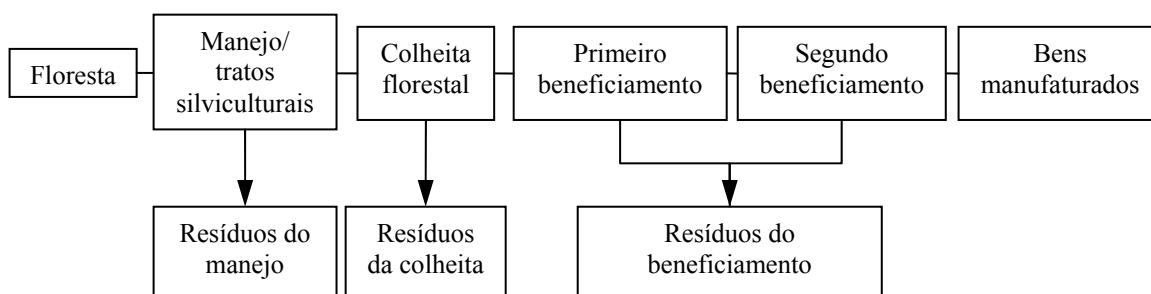 Floresta
Manejo/
tratos
silviculturais
Colheita
florestal
Primeiro
beneficiamento
Segundo
beneficiamento
Bens
manufaturados
Resíduos do
manejo
Resíduos
da colheita
Resíduos do
beneficiamento